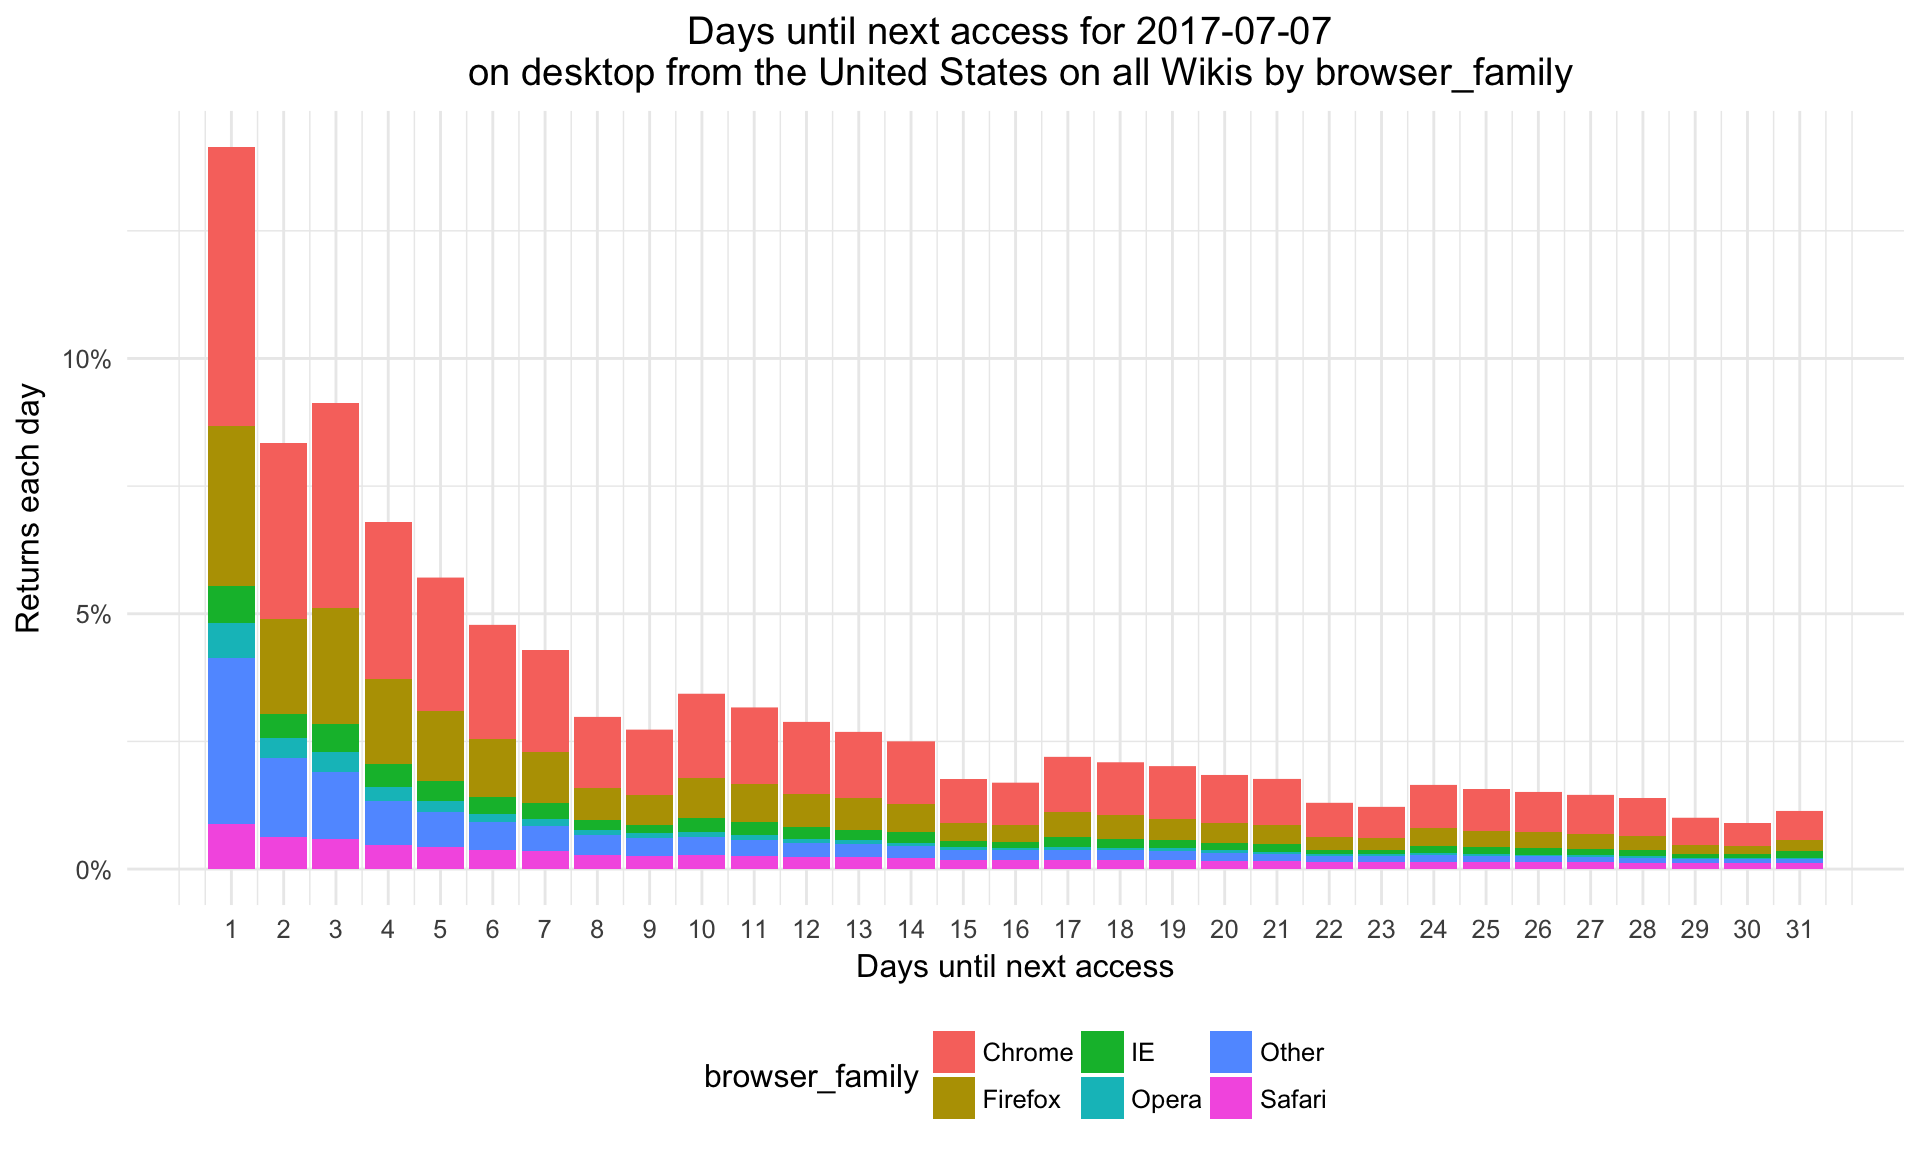 Days until next access for 2017-07-07
on desktop from the United States on all Wikis by browser_family
Returns each day
10%
5%
0%
1 2 3 4 5 6 7 8 9 10 11 12 13 14 15 16 17 18 19 20 21 22 23 24 25 26 27 28 29 30 31
Days until next access
browser_family
Chrome IE Other
Firefox Opera Safari